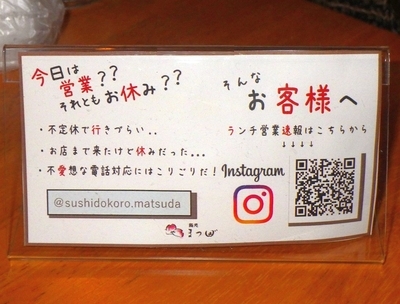 今日は
営業??
それともお休み??
そんな
お客様へ
・不定休で行きづらい..
・お店まで来たけど休みだった...
・不愛想な電話対応にはこりごりだ!
ランチ営業速報はこちらから
↓↓↓↓
Instagram
@sushidokoro.matsuda
まつ田